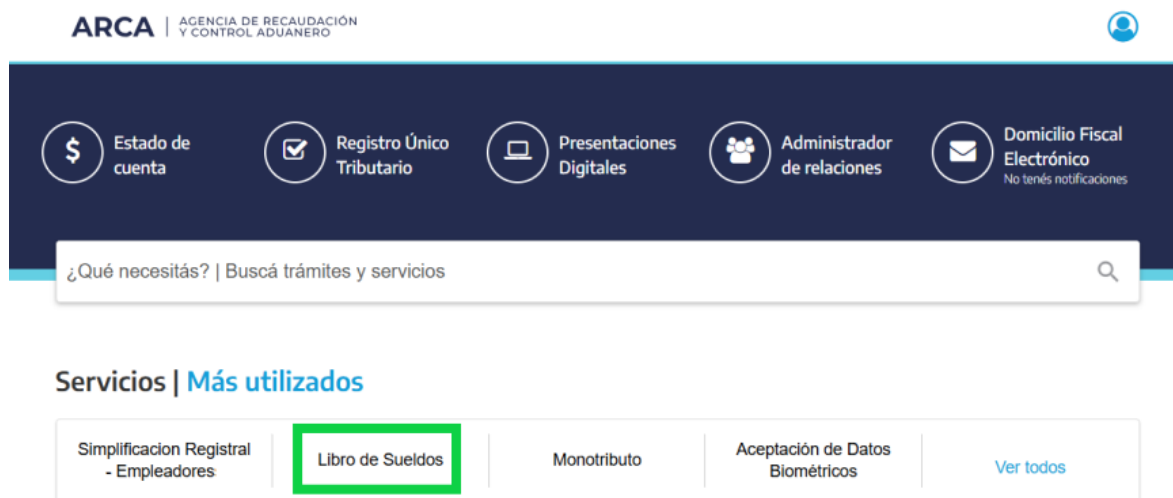 ARCA | AGENCIA DE RECAUDACIÓN
Y CONTROL ADUANERO
$
Estado de
cuenta
Registro Único
Tributario
Presentaciones
Digitales
Administrador
de relaciones
Domicilio Fiscal
Electrónico
No tenés notificaciones
¿Qué necesitás? | Buscá trámites y servicios
Servicios | Más utilizados
Simplificacion Registral
- Empleadores
Libro de Sueldos
Monotributo
Aceptación de Datos
Biométricos
Ver todos